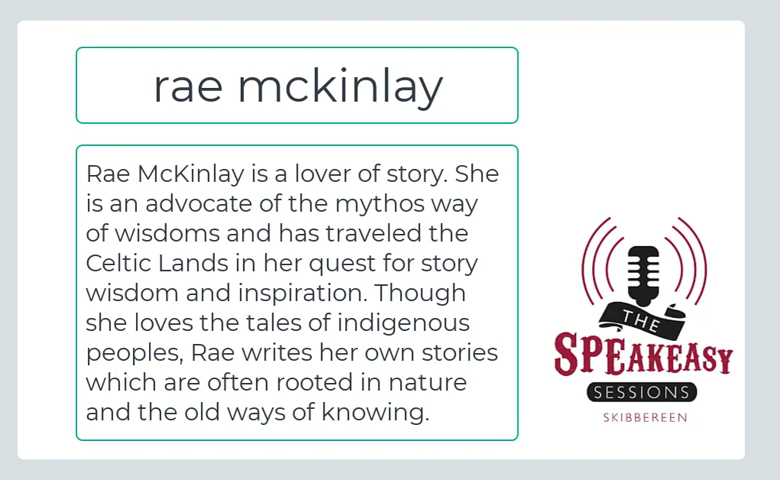 rae mckinlay
Rae McKinlay is a lover of story. She
is an advocate of the mythos way
of wisdoms and has traveled the
Celtic Lands in her quest for story
wisdom and inspiration. Though
she loves the tales of indigenous
peoples, Rae writes her own stories
which are often rooted in nature
and the old ways of knowing.
THE
SPEAKEASY
SESSIONS
SKIBBEREEN